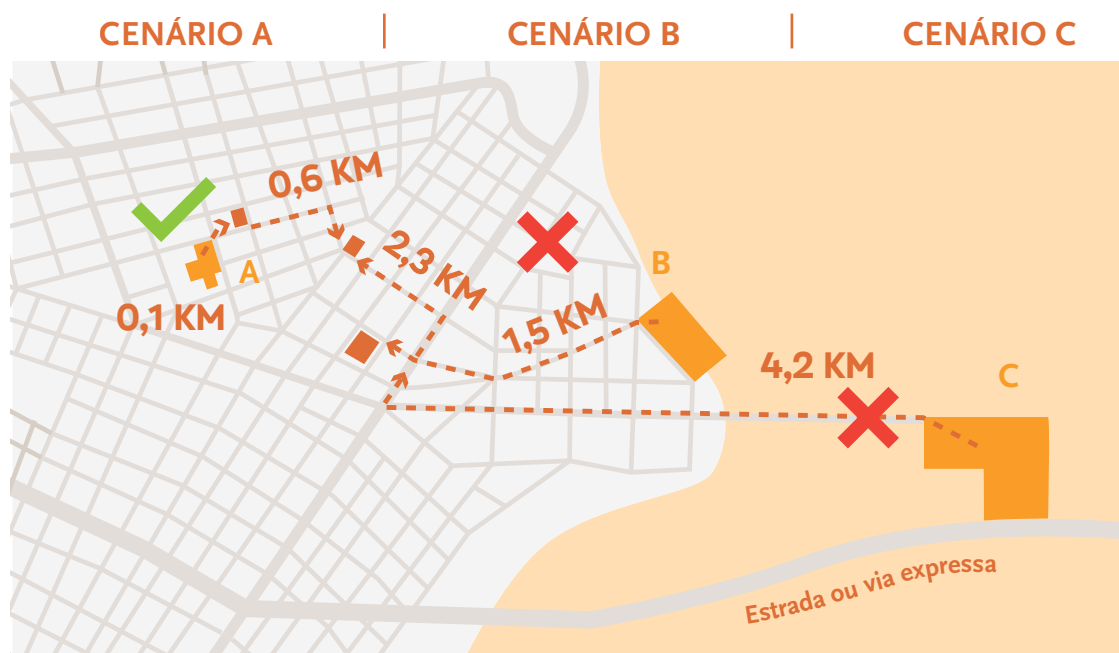 CENÁRIO A | CENÁRIO B | CENÁRIO C
0,6 KM
2,3 KM
B
A
0,1 KM
1,5 KM
4,2 KM
C
Estrada ou via expressa